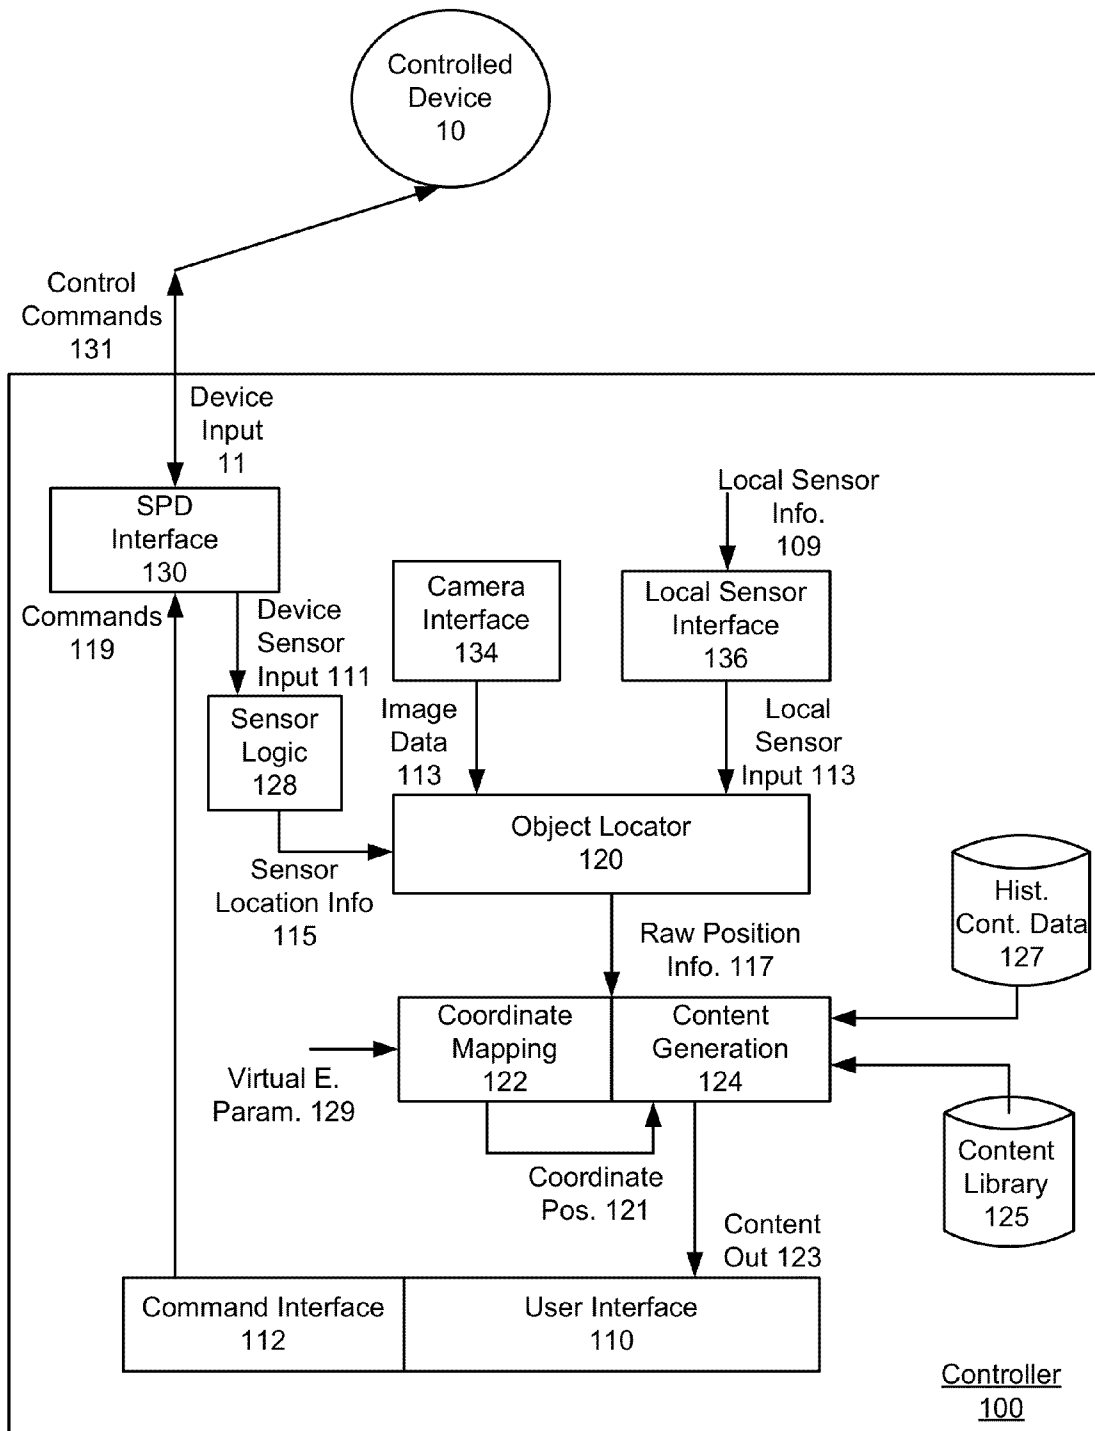 Controlled
Device
10
Control
Commands
131
Device
Input
11
SPD
Interface
130
Local Sensor
Info.
109
Camera
Interface
134
Local Sensor
Interface
136
Commands
119
Device
Sensor
Input 111
Sensor
Logic
128
Image
Data
113
Local
Sensor
Input 113
Object Locator
120
Sensor
Location Info
115
Hist.
Cont. Data
127
Raw Position
Info. 117
Coordinate
Mapping
122
Content
Generation
124
Virtual E.
Param. 129
Coordinate
Pos. 121
Content
Library
125
Content
Out 123
Command Interface
112
User Interface
110
Controller
100